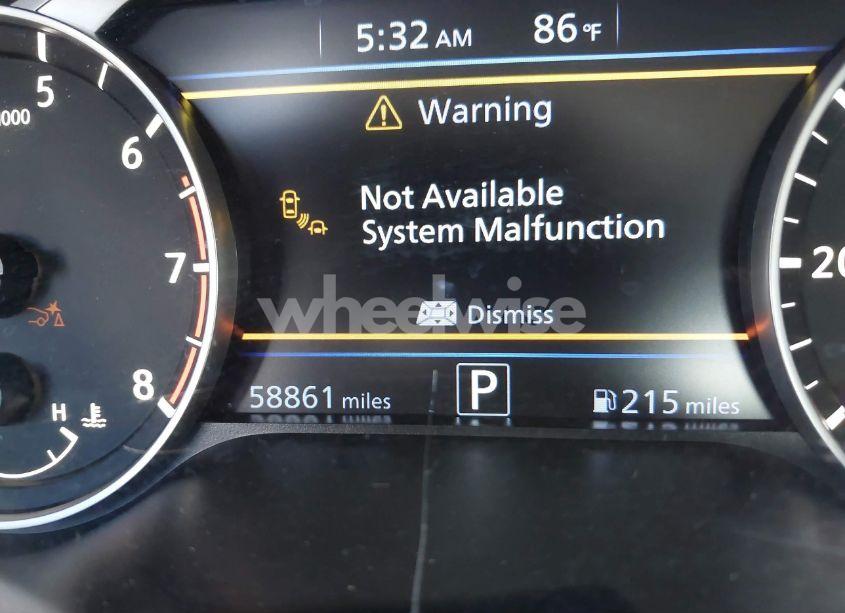 5:32 AM 86 °F
5
000
6
Warning
Not Available
System Malfunction
7
20
wheelwise
Dismiss
8
H
58861 miles P 215 miles